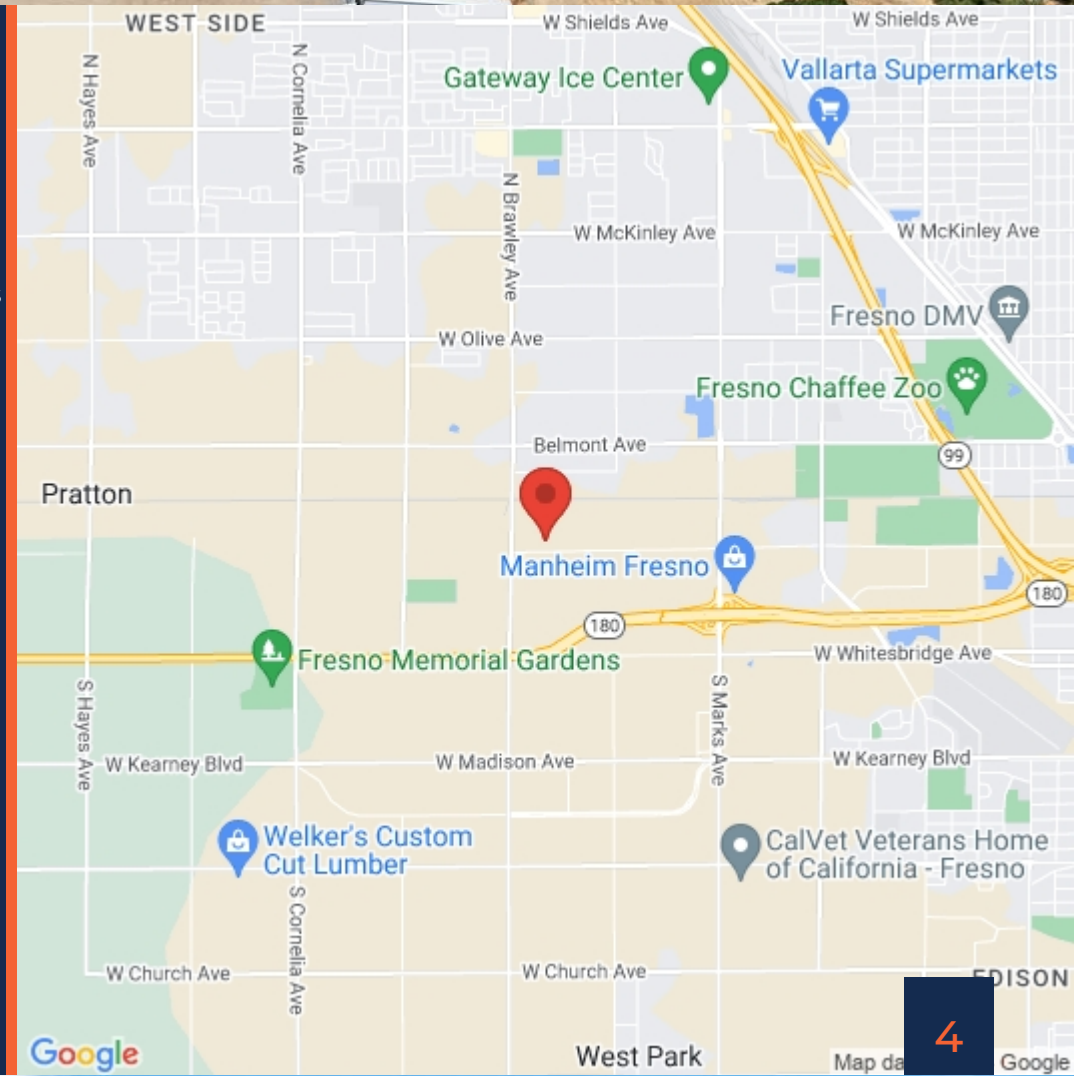 WEST SIDE
W Shields Ave
W Shields Ave
N Hayes Ave
N Cornelia Ave
Gateway Ice Center
Vallarta Supermarkets
N Brawley Ave
W McKinley Ave
W McKinley Ave
Fresno DMV
W Olive Ave
Fresno Chaffee Zoo
Belmont Ave
99
Pratton
Manheim Fresno
180
180
Fresno Memorial Gardens
W Whitesbridge Ave
S Hayes Ave
S Marks Ave
W Kearney Blvd
W Madison Ave
W Kearney Blvd
Welker's Custom
Cut Lumber
CalVet Veterans Home
of California - Fresno
S Cornelia Ave
W Church Ave
W Church Ave
EDISON
4
Google
West Park
Map da
Google